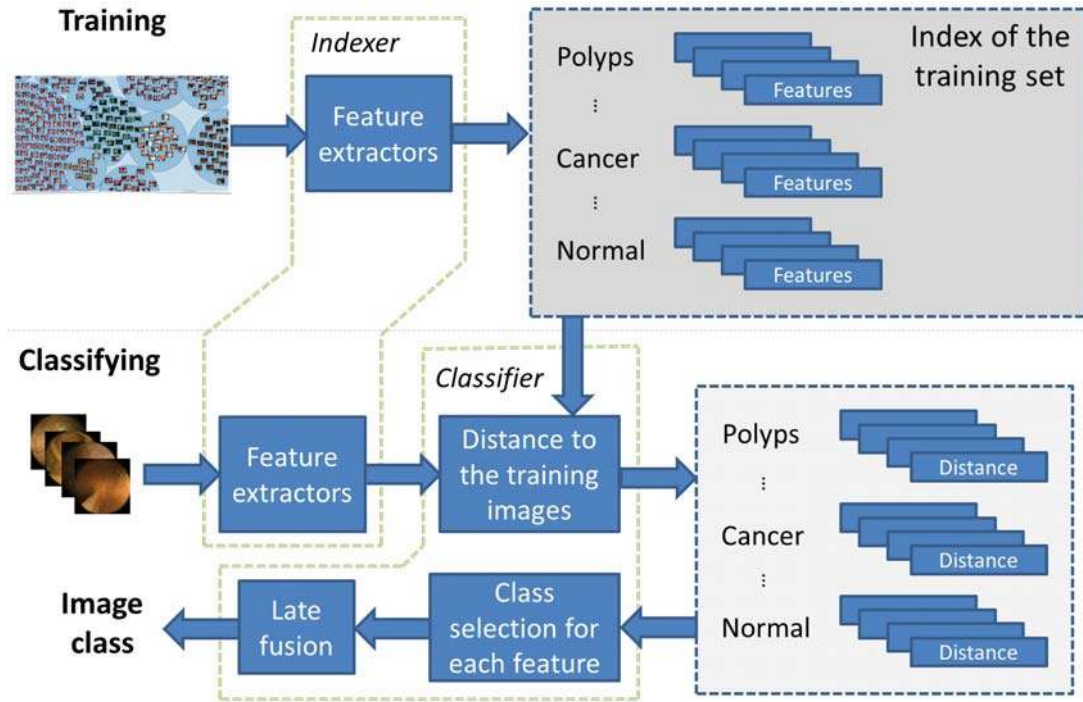 Training
Indexer
Feature
extractors
Index of the
training set
Polyps
...
Cancer
...
Normal
Features
Features
Features
Classifying
Classifier
Feature
extractors
Distance to
the training
images
Polyps
...
Cancer
...
Normal
Distance
Distance
Distance
Class
selection for
each feature
Late
fusion
Image
class